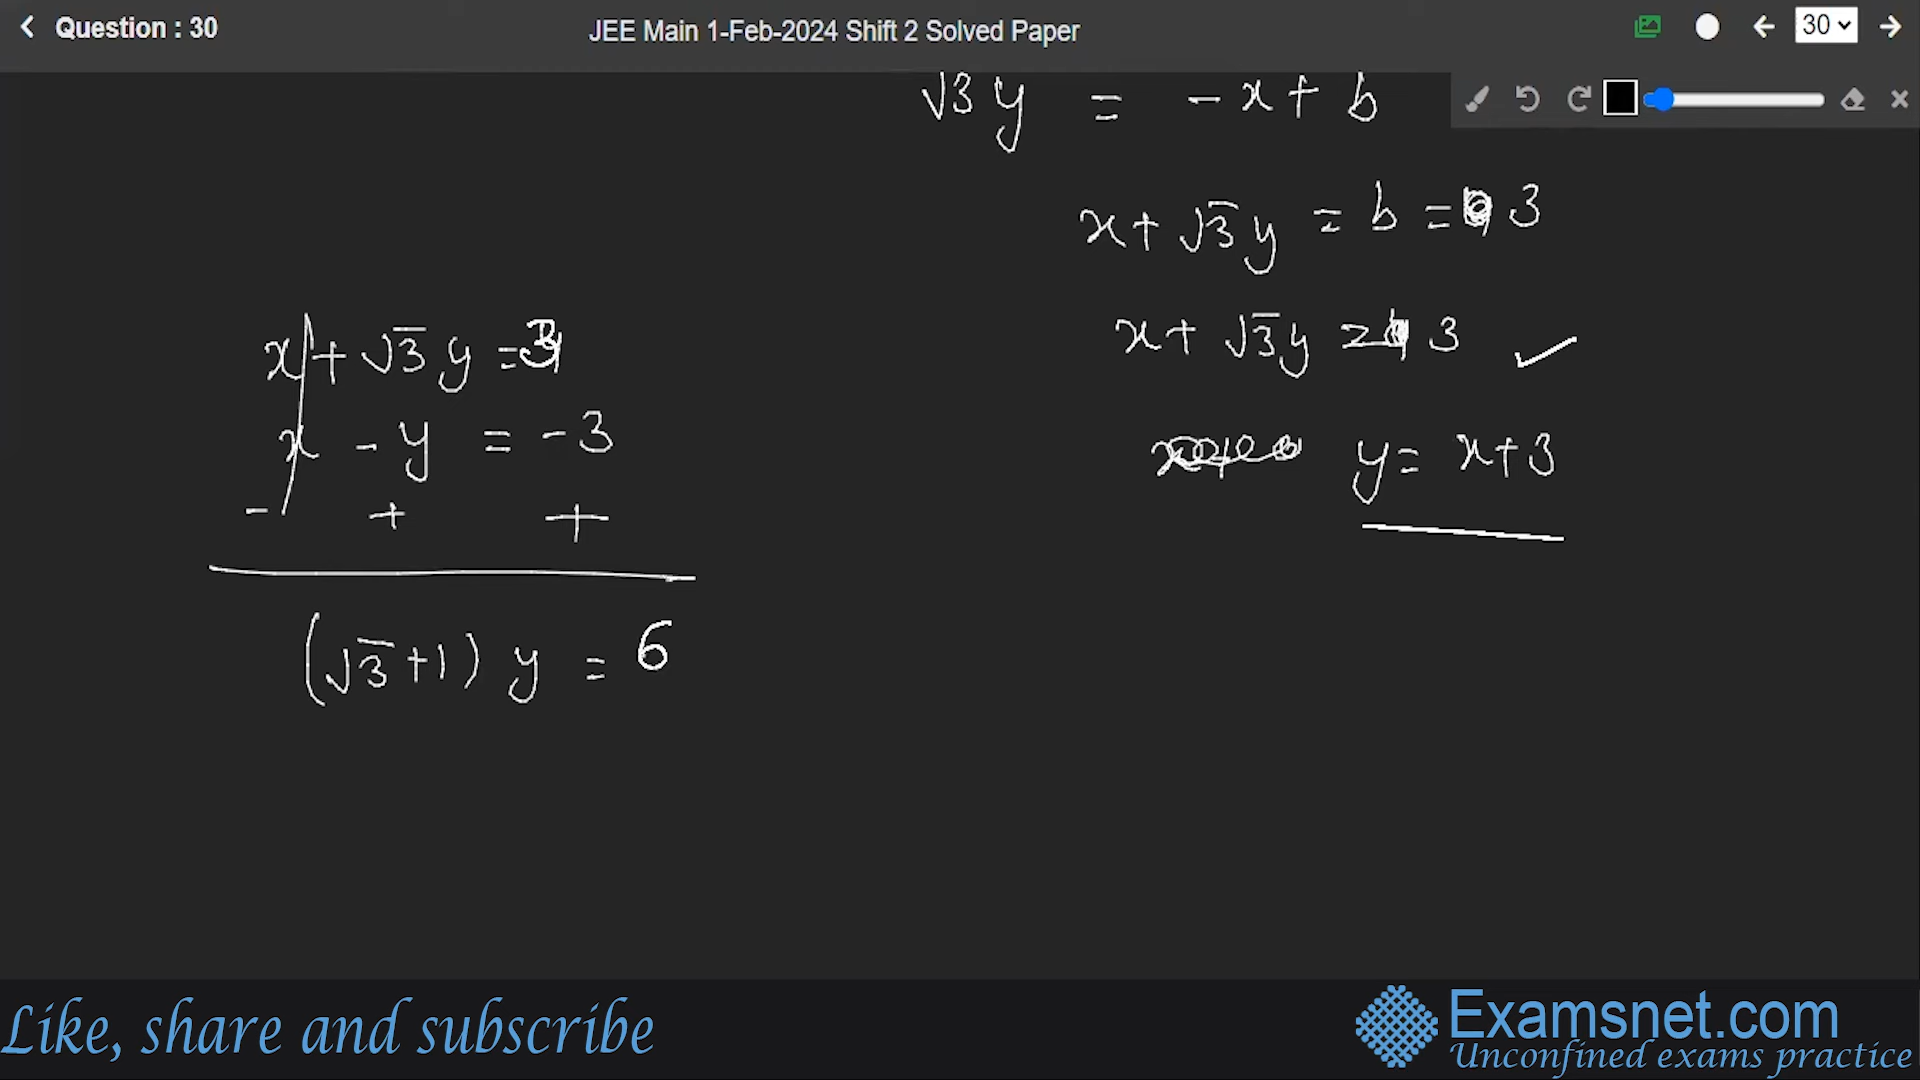 Question : 30
JEE Main 1-Feb-2024 Shift 2 Solved Paper
30
√3 y = - x + b
x + √3 y = b = 3
x + √3 y = 3
y = x + 3
x + √3 y = 3
x - y = -3
- + +
(√3 + 1) y = 6
Like, share and subscribe
Examsnet.com
Unconfined exams practice